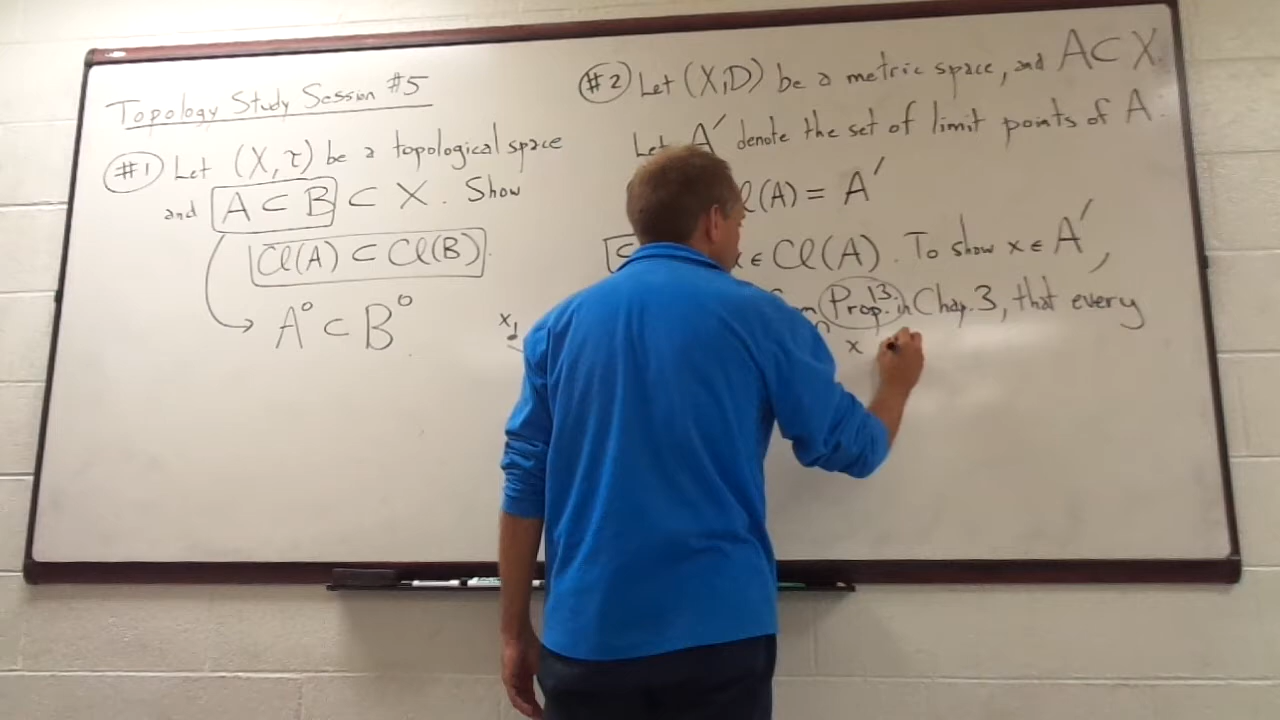 Topology Study Session #5
#1 Let (X, τ) be a topological space
and A ⊂ B ⊂ X. Show
Cl(A) ⊂ Cl(B).
A° ⊂ B°
x₁
#2 Let (X,D) be a metric space, and A ⊂ X.
Let A′ denote the set of limit points of A.
(A) = A′
x ∈ Cl(A). To show x ∈ A′,
Prop. 13 in Chap. 3, that every
x